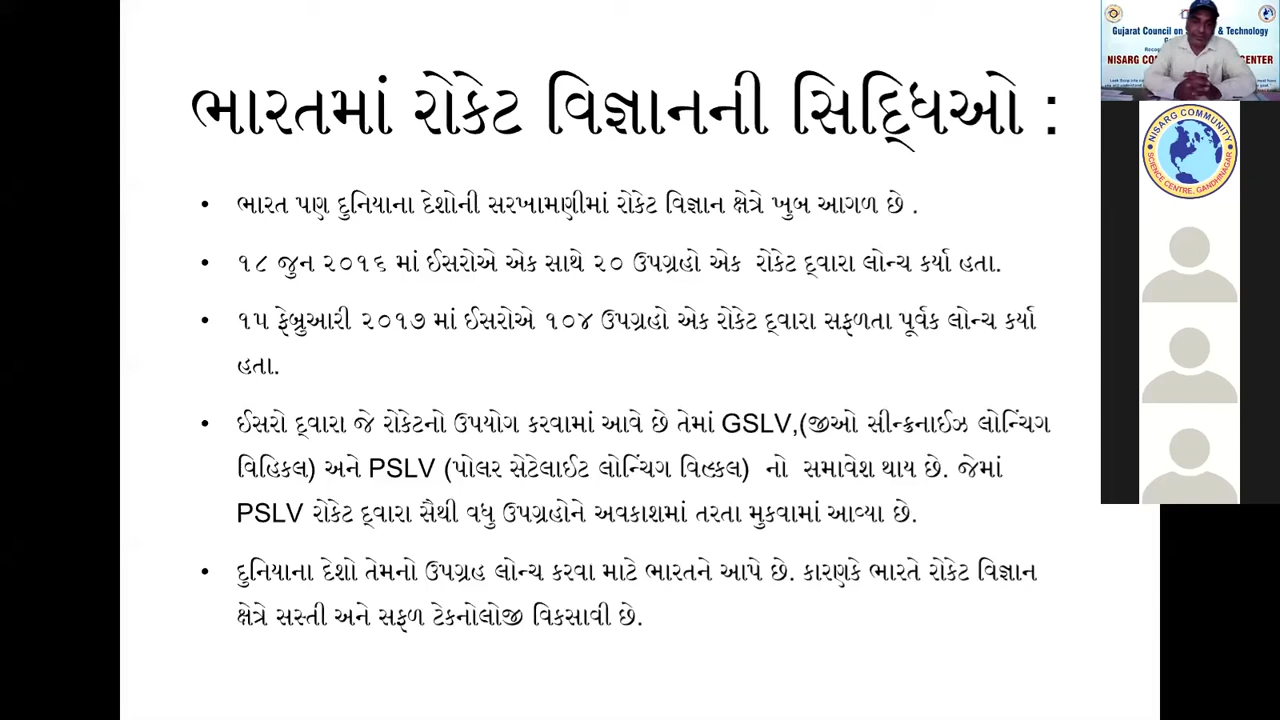 ભારતમાં રોકેટ વિજ્ઞાનની સિદ્ધિઓ :
• ભારત પણ દુનિયાના દેશોની સરખામણીમાં રોકેટ વિજ્ઞાન ક્ષેત્રે ખુબ આગળ છે .
• ૧૮ જુન ૨૦૧૬ માં ઈસરોએ એક સાથે ૨૦ ઉપગ્રહો એક રોકેટ દ્વારા લોન્ચ કર્યા હતા.
• ૧૫ ફેબ્રુઆરી ૨૦૧૭ માં ઈસરોએ ૧૦૪ ઉપગ્રહો એક રોકેટ દ્વારા સફળતા પૂર્વક લોન્ચ કર્યા
હતા.
• ઈસરો દ્વારા જે રોકેટનો ઉપયોગ કરવામાં આવે છે તેમાં GSLV,(જીઓ સીન્ક્રનાઈઝ લોન્ચિંગ
વિહિકલ) અને PSLV (પોલર સેટેલાઈટ લોન્ચિંગ વિહ્કલ) નો સમાવેશ થાય છે. જેમાં
PSLV રોકેટ દ્વારા સૈથી વધુ ઉપગ્રહોને અવકાશમાં તરતા મુકવામાં આવ્યા છે.
• દુનિયાના દેશો તેમનો ઉપગ્રહ લોન્ચ કરવા માટે ભારતને આપે છે. કારણકે ભારતે રોકેટ વિજ્ઞાન
ક્ષેત્રે સસ્તી અને સફળ ટેકનોલોજી વિકસાવી છે.
Gujarat Council on & Technology
NISARG
NISARG COMMUNITY
SCIENCE CENTRE, GANDHINAGAR